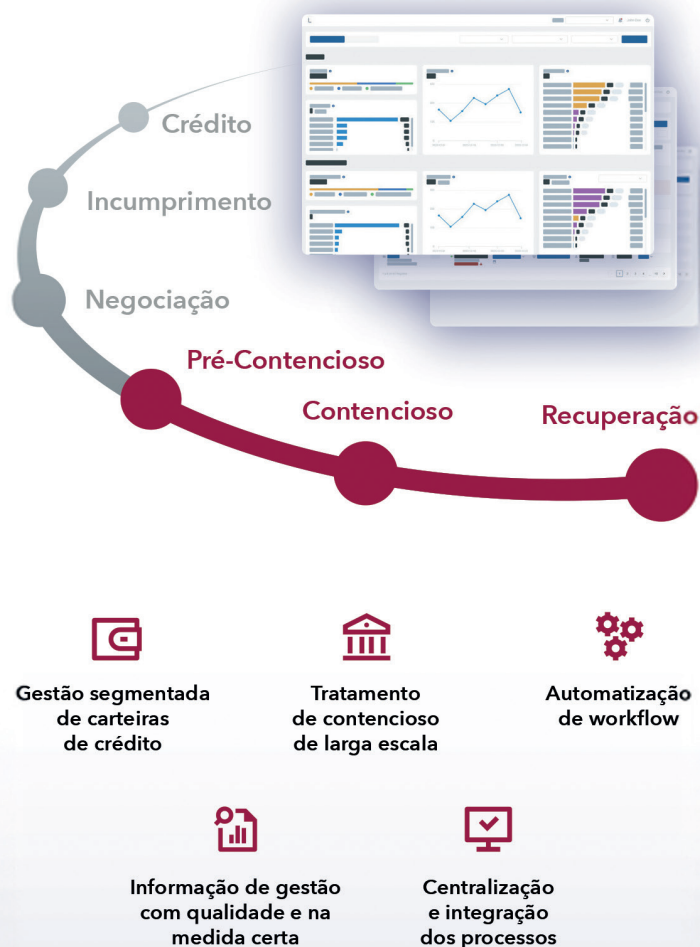 Crédito
Incumprimento
Negociação
Pré-Contencioso
Contencioso
Recuperação
Gestão segmentada
de carteiras
de crédito
Tratamento
de contencioso
de larga escala
Automatização
de workflow
Informação de gestão
com qualidade e na
medida certa
Centralização
e integração
dos processos